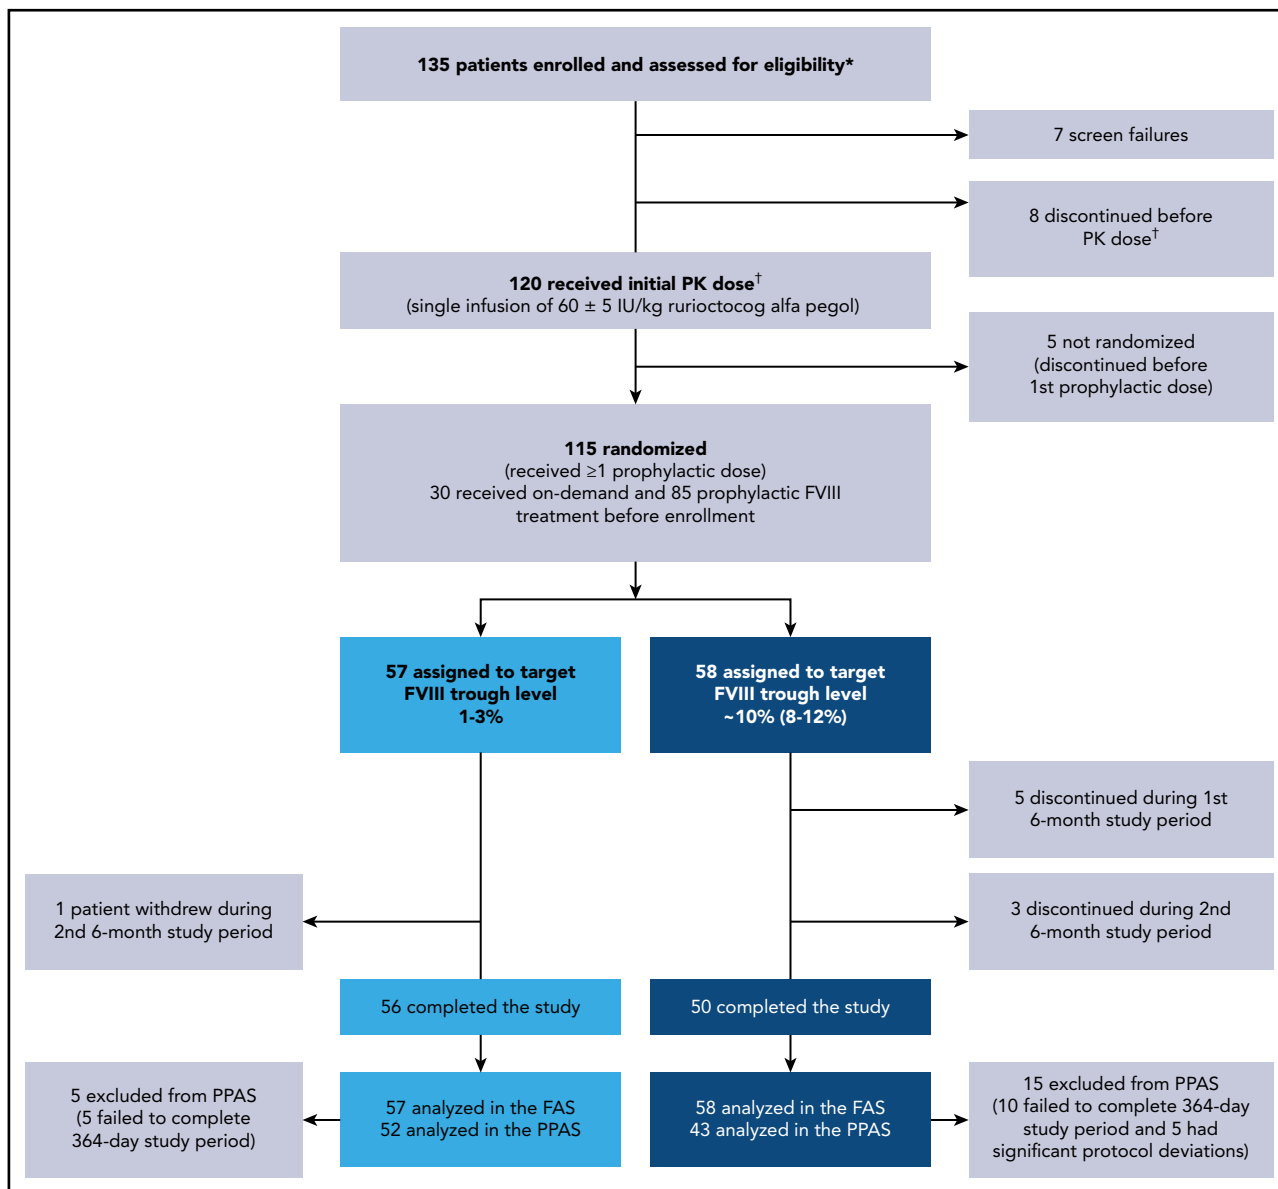 135 patients enrolled and assessed for eligibility*
7 screen failures
8 discontinued before
PK dose†
120 received initial PK dose†
(single infusion of 60 ± 5 IU/kg rurioctocog alfa pegol)
5 not randomized
(discontinued before
1st prophylactic dose)
115 randomized
(received ≥1 prophylactic dose)
30 received on-demand and 85 prophylactic FVIII
treatment before enrollment
57 assigned to target
FVIII trough level
1-3%
58 assigned to target
FVIII trough level
~10% (8-12%)
5 discontinued during 1st
6-month study period
1 patient withdrew during
2nd 6-month study period
3 discontinued during 2nd
6-month study period
56 completed the study
50 completed the study
5 excluded from PPAS
(5 failed to complete
364-day study period)
57 analyzed in the FAS
52 analyzed in the PPAS
58 analyzed in the FAS
43 analyzed in the PPAS
15 excluded from PPAS
(10 failed to complete 364-day
study period and 5 had
significant protocol deviations)